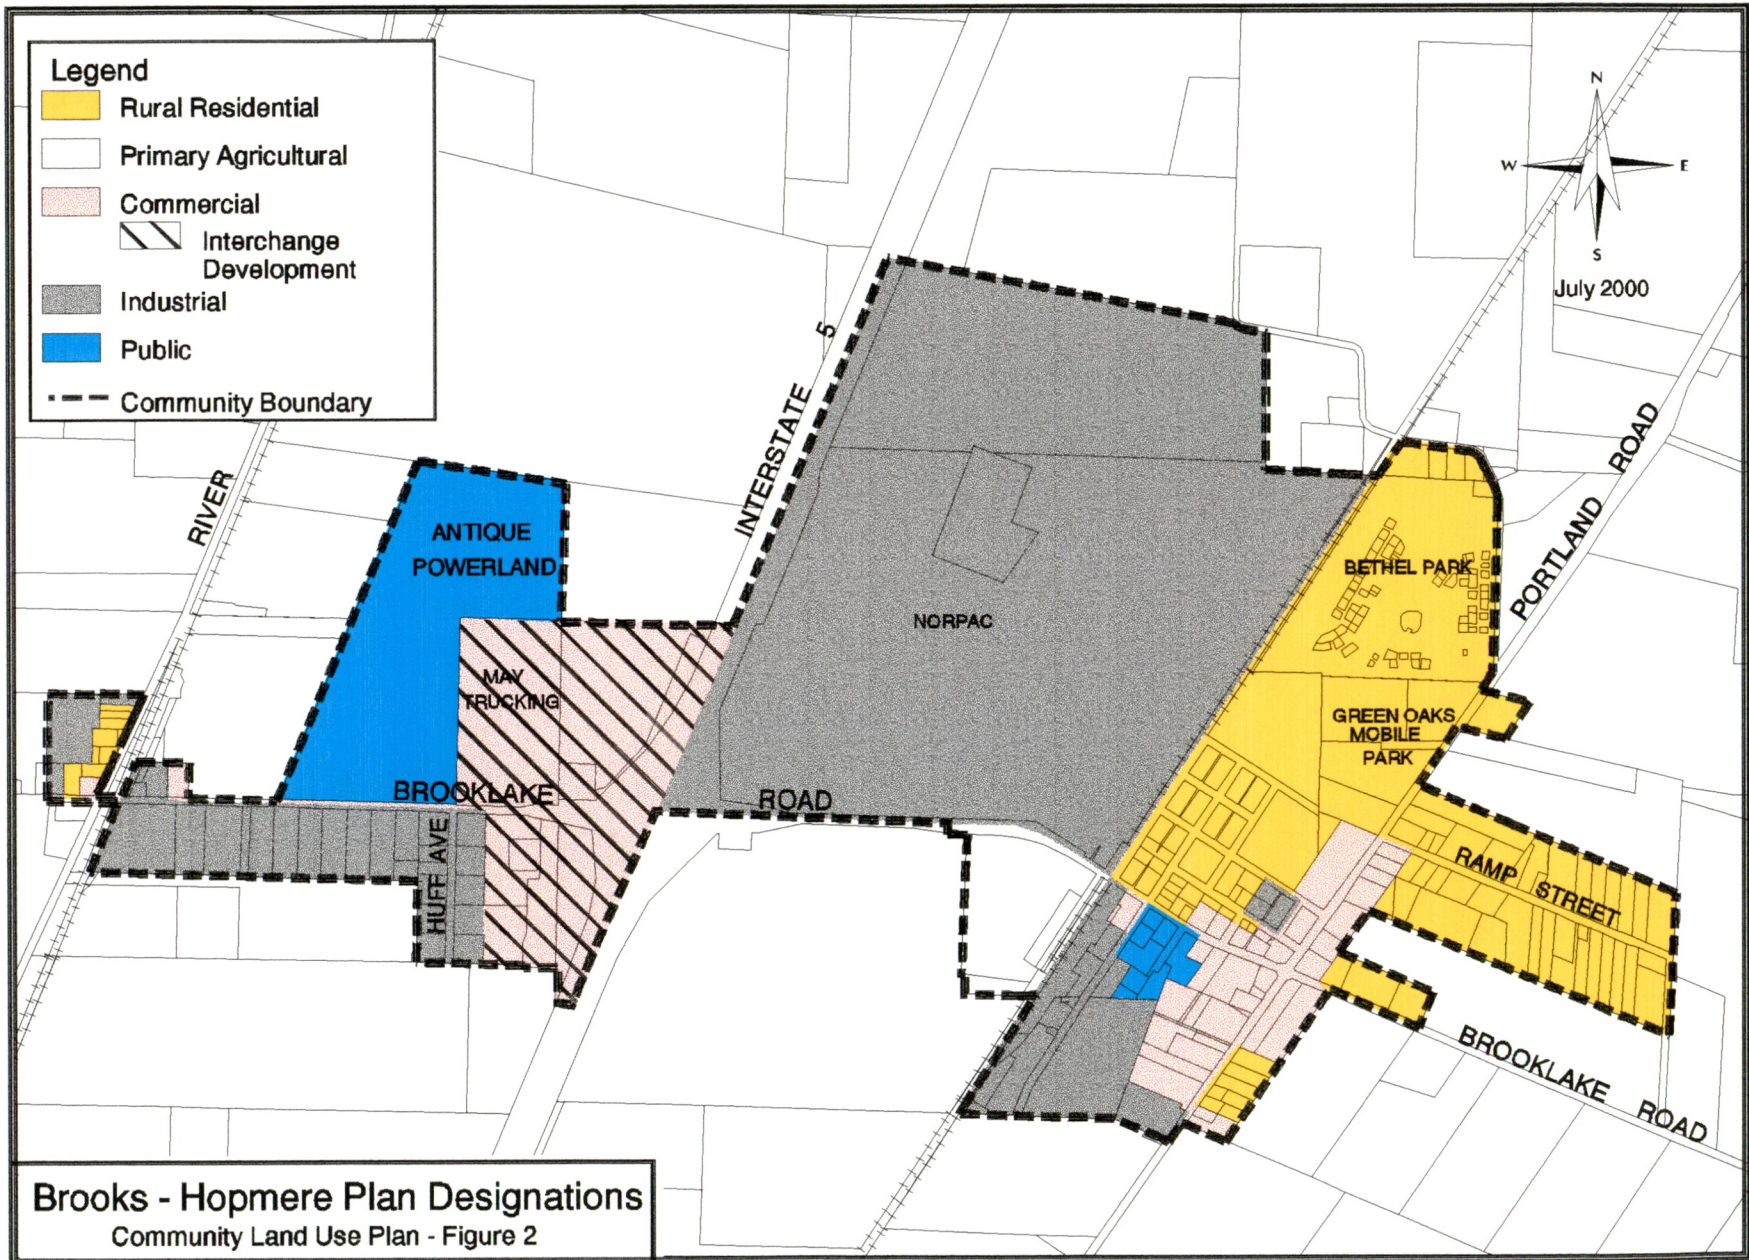 Legend
Rural Residential
Primary Agricultural
Commercial
Interchange
Development
Industrial
Public
Community Boundary
N
W
E
S
July 2000
RIVER
ANTIQUE
POWERLAND
INTERSTATE 5
MAY
TRUCKING
NORPAC
BETHEL PARK
PORTLAND ROAD
GREEN OAKS
MOBILE
PARK
BROOKLAKE
ROAD
HUFF AVE
RAMP STREET
BROOKLAKE ROAD
Brooks - Hopmere Plan Designations
Community Land Use Plan - Figure 2